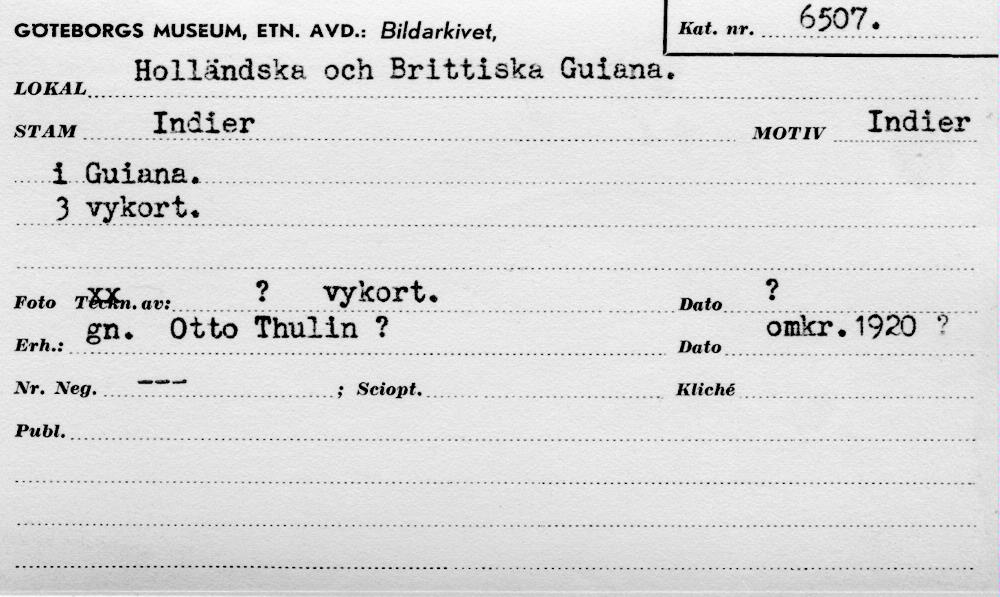 GÖTEBORGS MUSEUM, ETN. AVD.: Bildarkivet, Kat. nr. 6507.
LOKAL Holländska och Brittiska Guiana.
STAM Indier MOTIV Indier
i Guiana.
3 vykort.
Foto Teckn. av: xx ? vykort. Dato ?
Erh.: gn. Otto Thulin ? Dato omkr. 1920 ?
Nr. Neg. --- ; Sciopt. Kliché
Publ.